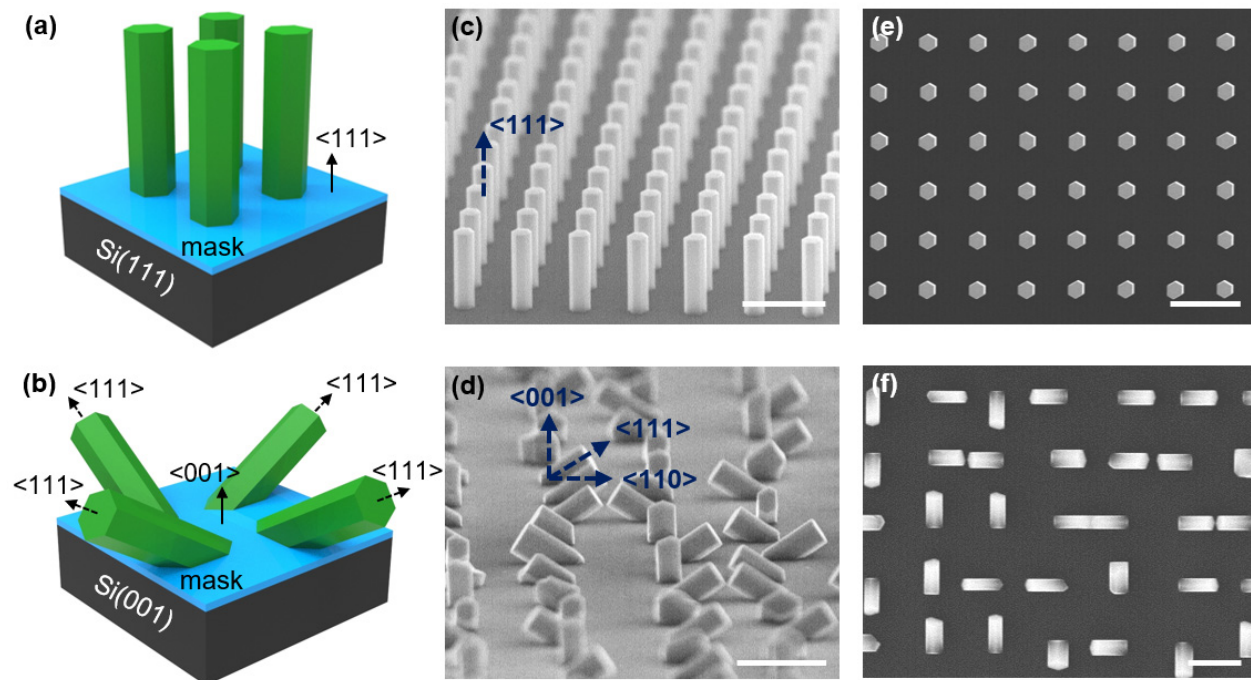 (a)
<111>
mask
Si(111)
(c)
<111>
(e)
(b)
<111>
<111>
<111>
<001>
<111>
mask
Si(001)
(d)
<001>
<111>
<110>
(f)